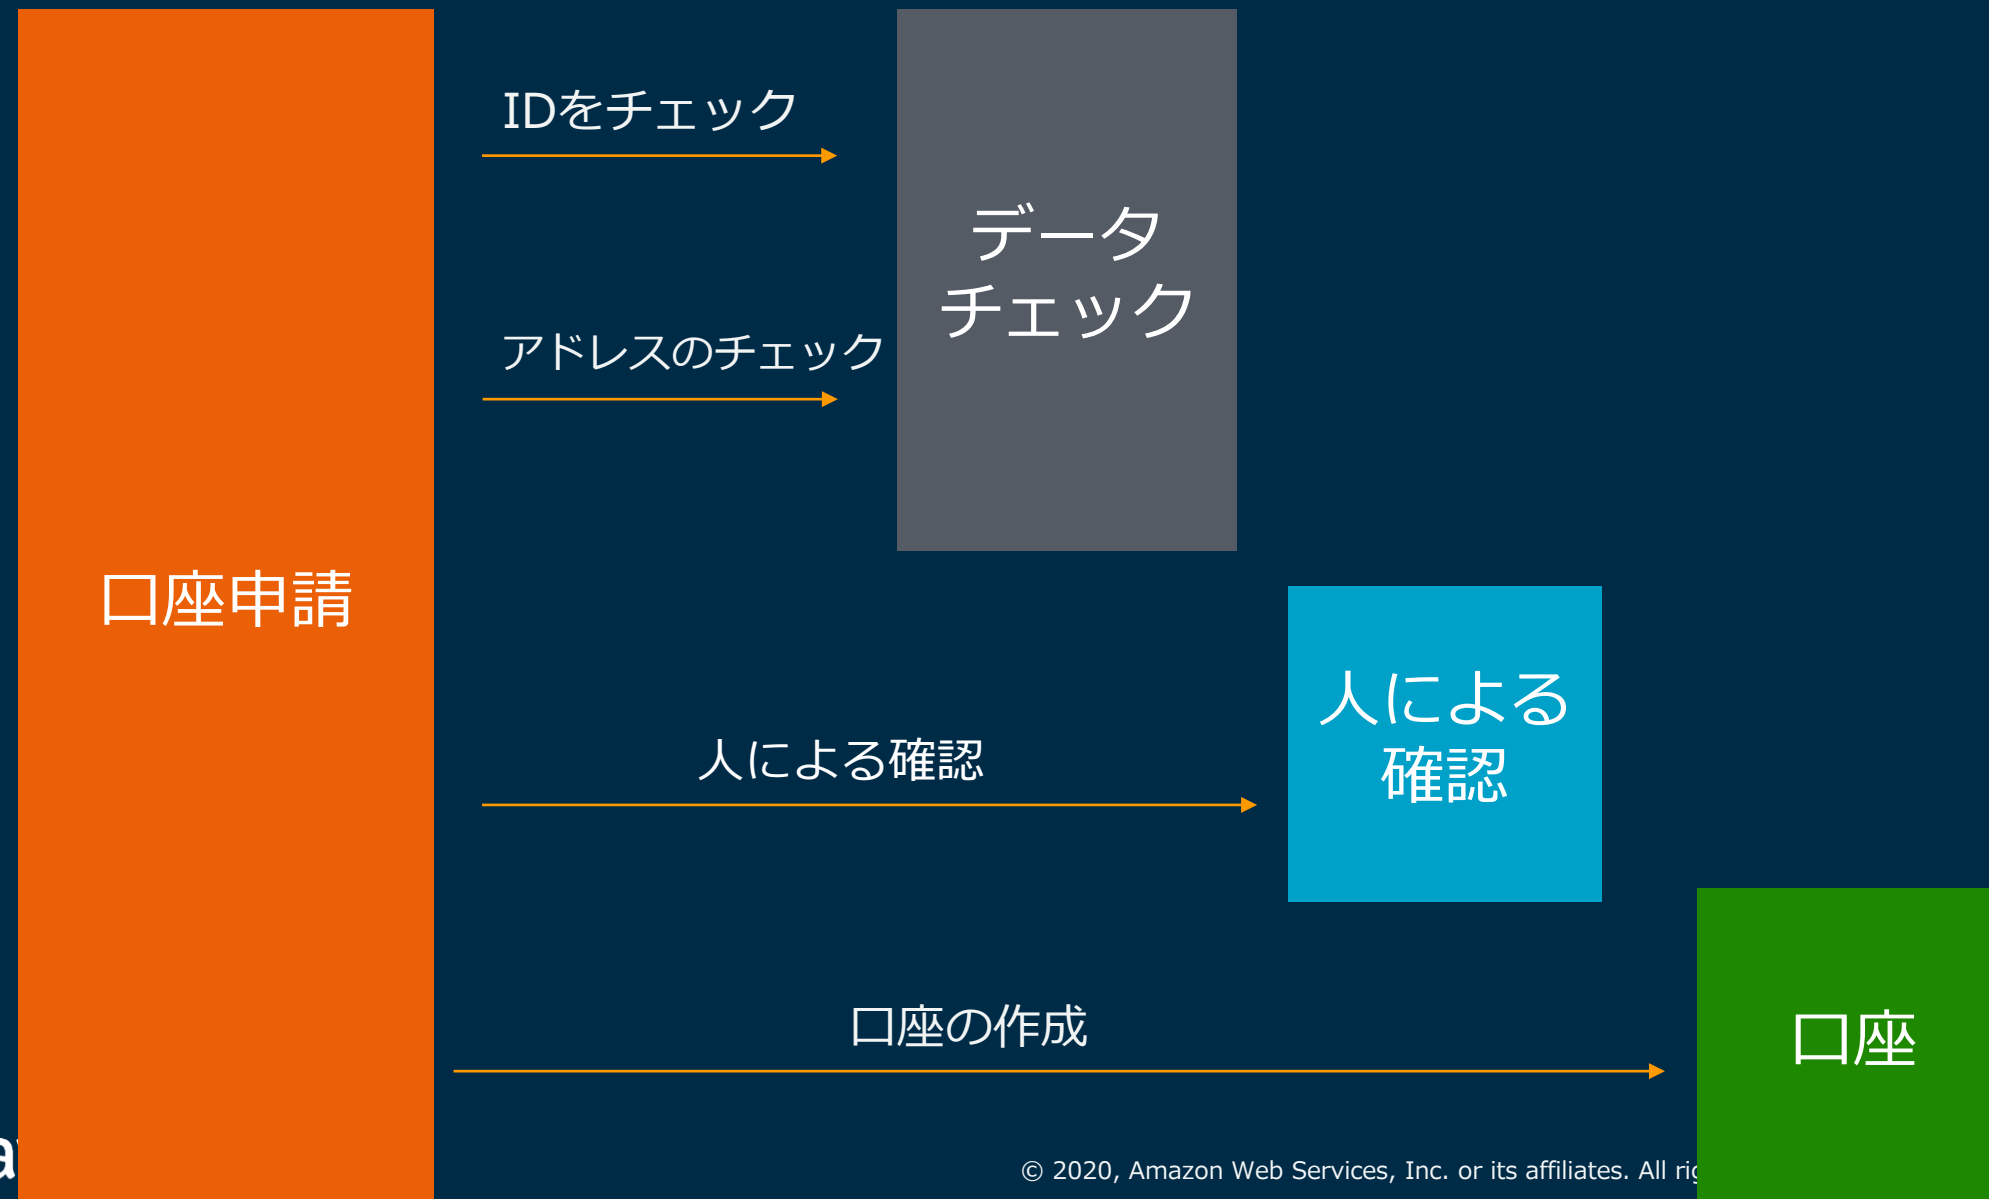 IDをチェック
データ
チェック
アドレスのチェック
口座申請
人による
確認
人による確認
口座の作成
口座
© 2020, Amazon Web Services, Inc. or its affiliates. All